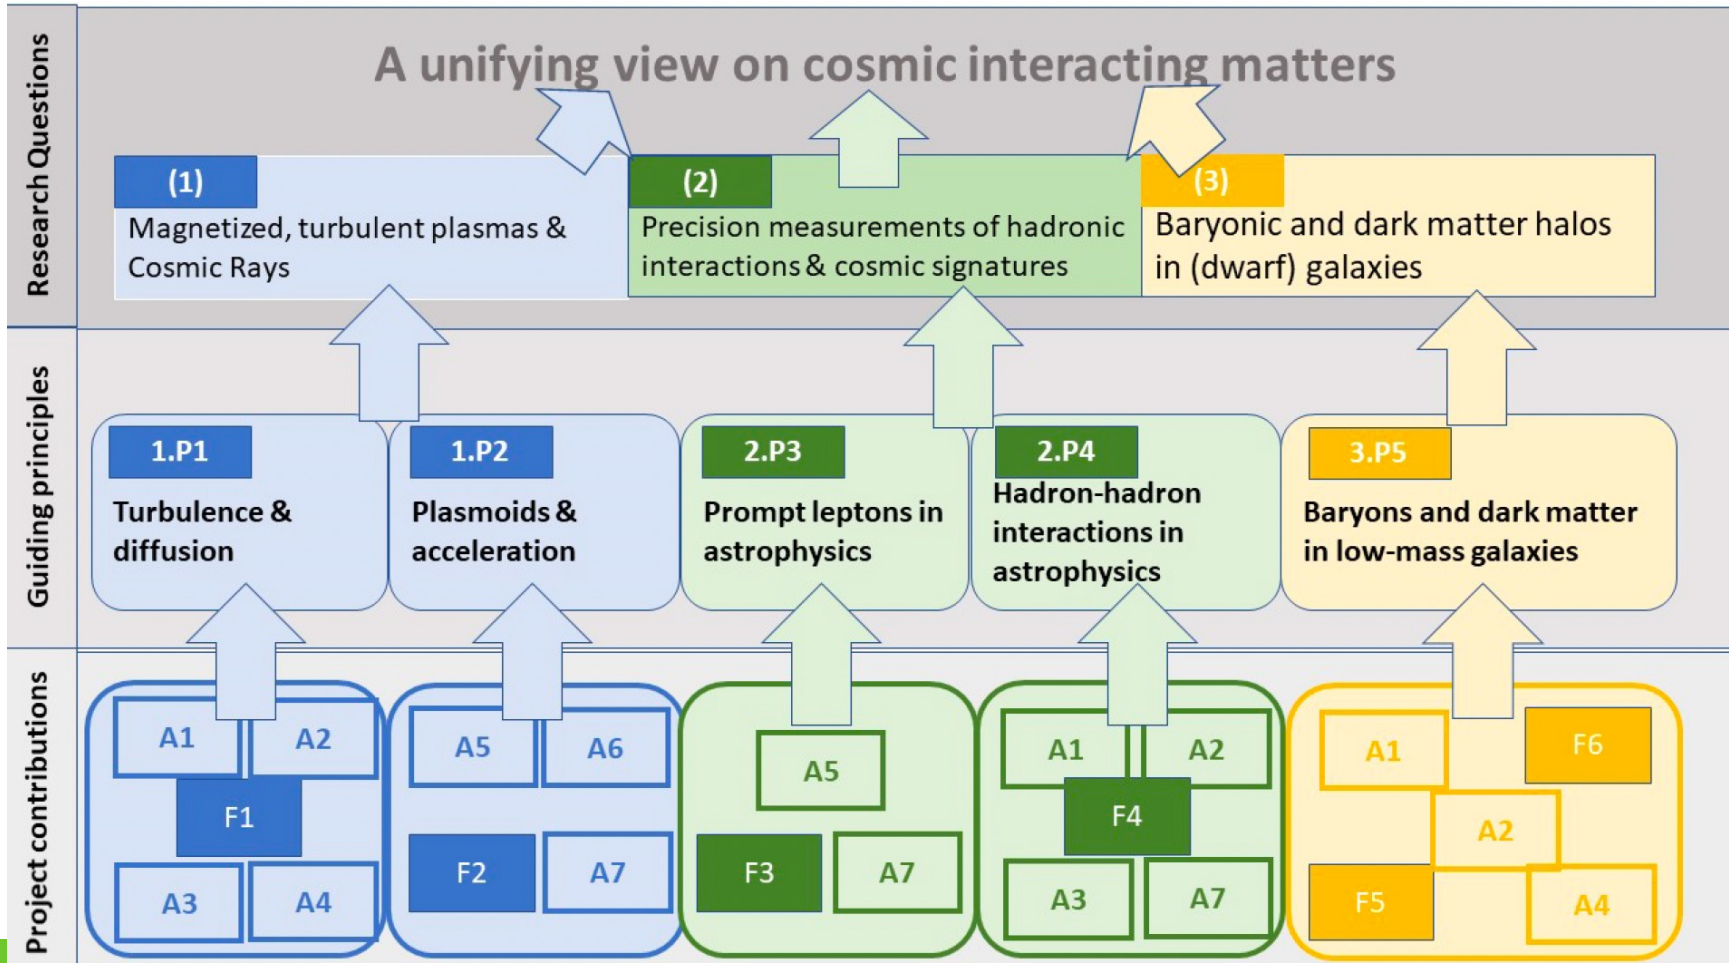 Research Questions
A unifying view on cosmic interacting matters
(1)
Magnetized, turbulent plasmas &
Cosmic Rays
(2)
Precision measurements of hadronic
interactions & cosmic signatures
(3)
Baryonic and dark matter halos
in (dwarf) galaxies
Guiding principles
1.P1
Turbulence &
diffusion
1.P2
Plasmoids &
acceleration
2.P3
Prompt leptons in
astrophysics
2.P4
Hadron-hadron
interactions in
astrophysics
3.P5
Baryons and dark matter
in low-mass galaxies
Project contributions
A1
A2
F1
A3
A4
A5
A6
F2
A7
A5
F3
A7
A1
A2
F4
A3
A7
A1
F6
A2
F5
A4